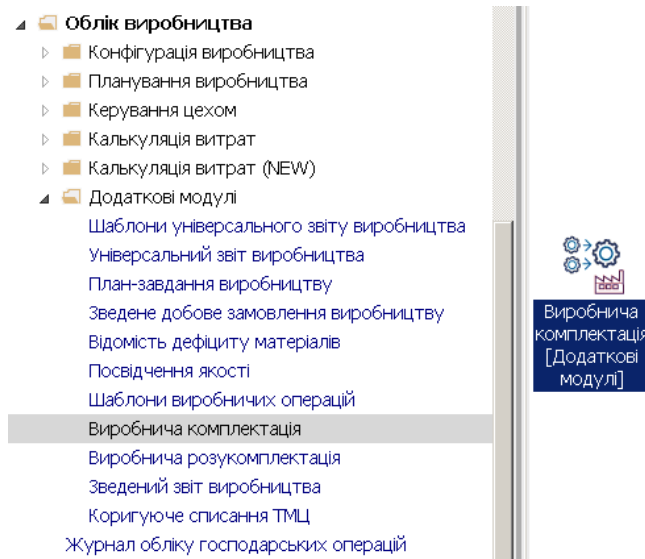 Облік виробництва
Конфігурація виробництва
Планування виробництва
Керування цехом
Калькуляція витрат
Калькуляція витрат (NEW)
Додаткові модулі
Шаблони універсального звіту виробництва
Універсальний звіт виробництва
План-завдання виробництву
Зведене добове замовлення виробництву
Відомість дефіциту матеріалів
Посвідчення якості
Шаблони виробничих операцій
Виробнича комплектація
Виробнича розукомплектація
Зведений звіт виробництва
Коригуюче списання ТМЦ
Журнал обліку господарських операцій
Виробнича
комплектація
[Додаткові
модулі]